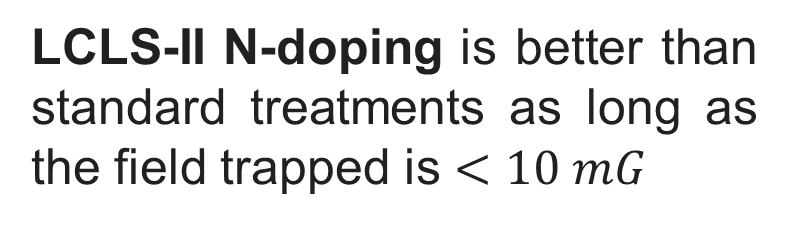 LCLS-II N-doping is better than
standard treatments as long as
the field trapped is < 10 mG